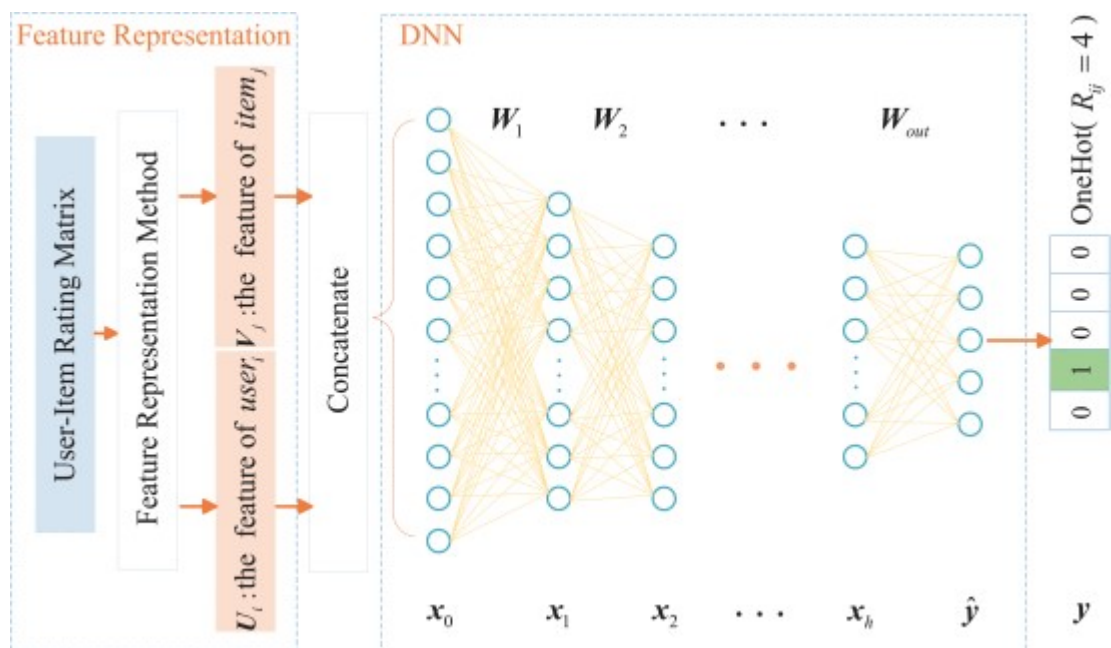 Feature Representation
DNN
User-Item Rating Matrix
Feature Representation Method
V_j :the feature of item_j
U_i :the feature of user_i
Concatenate
W_1 W_2 ... W_out
OneHot( R_ij = 4 )
0
0
0
1
0
x_0 x_1 x_2 ... x_h ŷ y